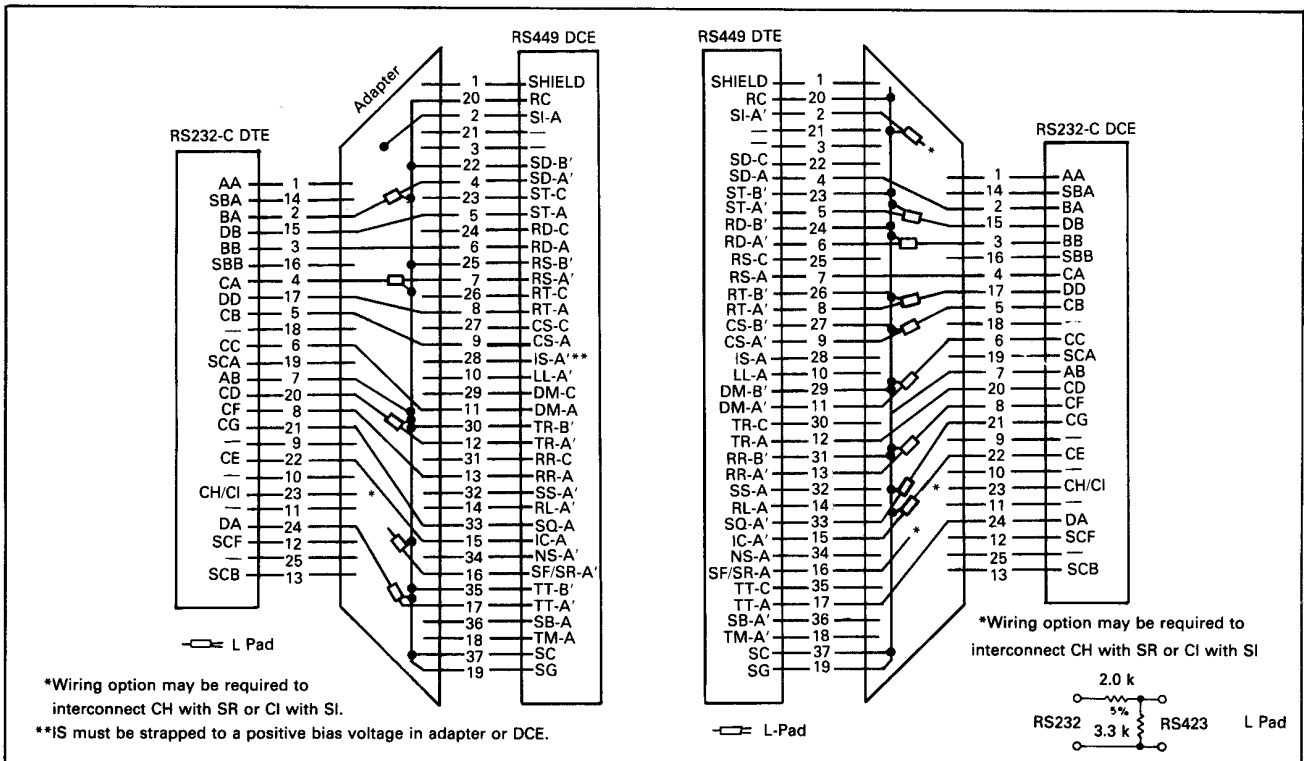 RS449 DCE
Adapter
1 SHIELD
20 RC
2 SI-A'
SI-A
21 —
3 —
22 SD-B'
4 SD-A'
23 ST-C
5 ST-A
24 RD-C
6 RD-A
25 RS-B'
7 RS-A'
26 RT-C
8 RT-A
27 CS-C
9 CS-A
28 IS-A'**
10 LL-A'
29 DM-C
11 DM-A
30 TR-B'
12 TR-A'
31 RR-C
13 RR-A
32 SS-A'
14 RL-A'
33 SQ-A
15 IC-A
34 NS-A'
16 SF/SR-A'
35 TT-B'
17 TT-A'
36 SB-A
18 TM-A
37 SC
19 SG
RS232-C DTE
AA 1
SBA 14
BA 2
DB 15
BB 3
SBB 16
CA 4
DD 17
CB 5
— 18
CC 6
SCA 19
AB 7
CD 20
CF 8
CG 21
— 9
CE 22
— 10
CH/CI 23
*
— 11
DA 24
SCF 12
— 25
SCB 13
L Pad
*Wiring option may be required to
interconnect CH with SR or CI with SI.
**IS must be strapped to a positive bias voltage in adapter or DCE.
RS449 DTE
SHIELD 1
RC 20
SI-A' 2
— 21
— 3
SD-C 22
SD-A 4
ST-B' 23
ST-A' 5
RD-B' 24
RD-A' 6
RS-C 25
RS-A 7
RT-B' 26
RT-A' 8
CS-B' 27
CS-A' 9
IS-A 28
LL-A 10
DM-B' 29
DM-A' 11
TR-C 30
TR-A 12
RR-B' 31
RR-A' 13
SS-A 32
RL-A 14
SQ-A' 33
IC-A' 15
NS-A 34
SF/SR-A 16
TT-C 35
TT-A 17
SB-A' 36
TM-A' 18
SC 37
SG 19
*
*
*
RS232-C DCE
1 AA
14 SBA
2 BA
15 DB
3 BB
16 SBB
4 CA
17 DD
5 CB
18 —
6 CC
19 SCA
7 AB
20 CD
8 CF
21 CG
9 —
22 CE
10 —
23 CH/CI
11 —
24 DA
12 SCF
25 —
13 SCB
L-Pad
*Wiring option may be required to
interconnect CH with SR or CI with SI
2.0 k
5%
RS232 3.3 k RS423 L Pad